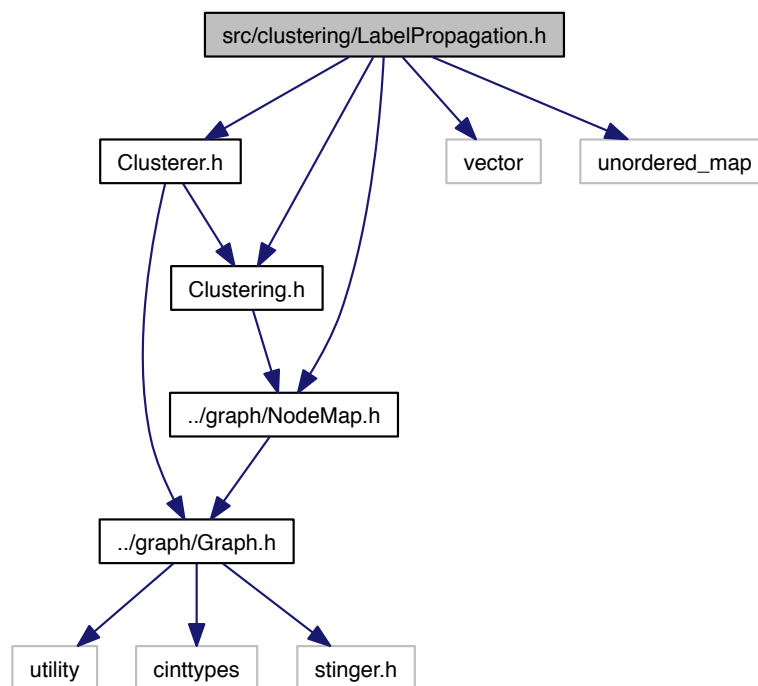 src/clustering/LabelPropagation.h
Clusterer.h
vector
unordered_map
Clustering.h
../graph/NodeMap.h
../graph/Graph.h
utility
cinttypes
stinger.h